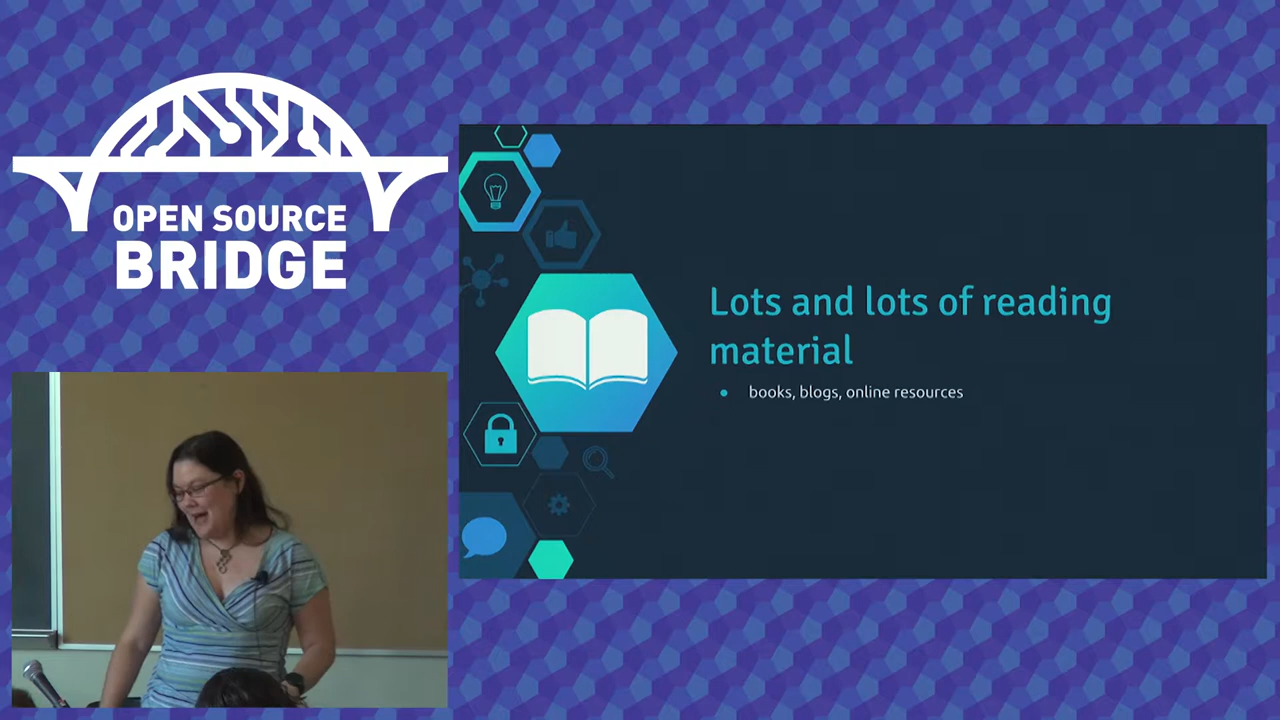 OPEN SOURCE
BRIDGE
Lots and lots of reading
material
books, blogs, online resources